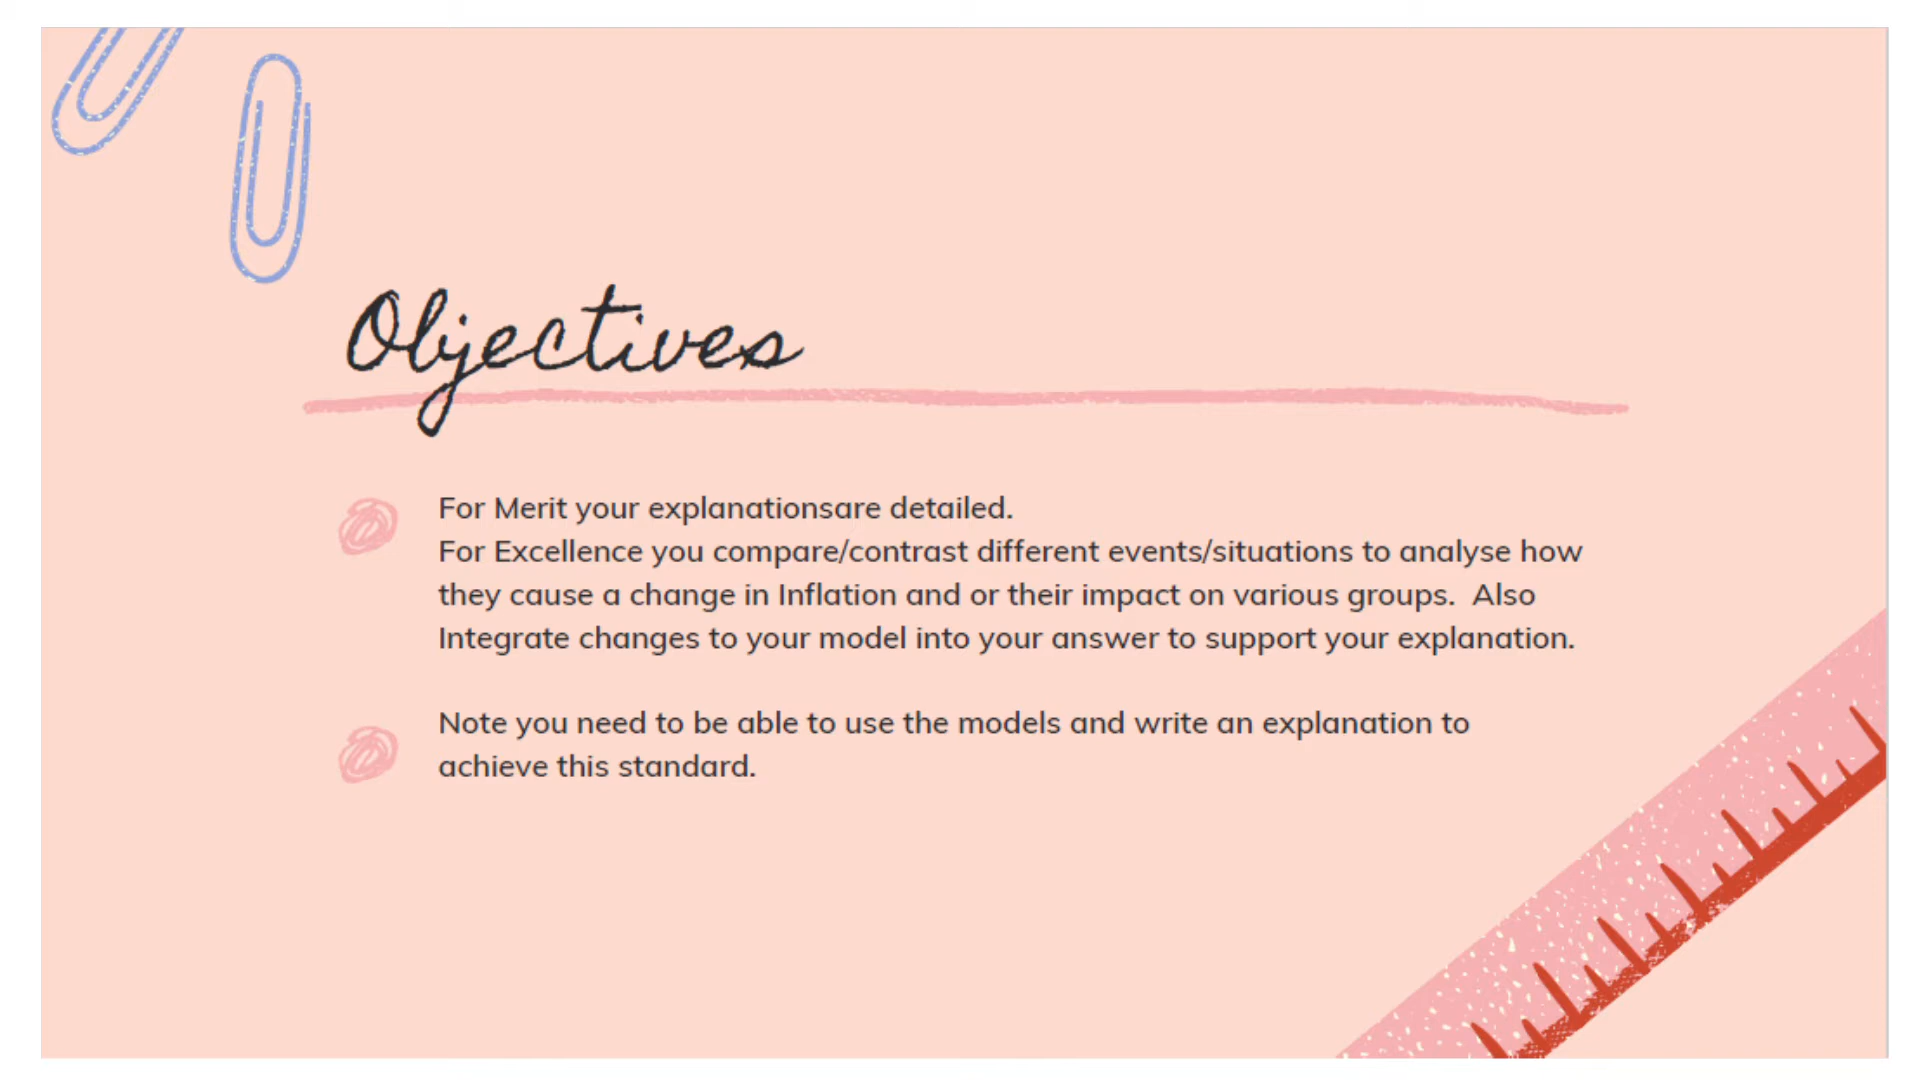 Objectives
For Merit your explanationsare detailed.
For Excellence you compare/contrast different events/situations to analyse how
they cause a change in Inflation and or their impact on various groups.  Also
Integrate changes to your model into your answer to support your explanation.
Note you need to be able to use the models and write an explanation to
achieve this standard.